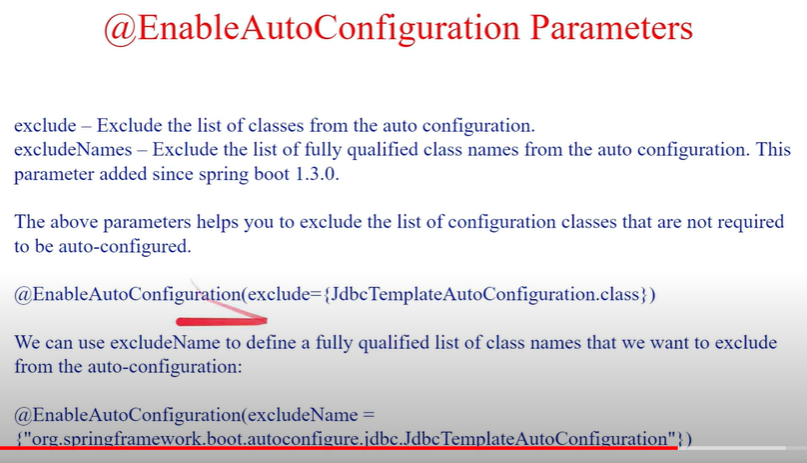 @EnableAutoConfiguration Parameters
exclude – Exclude the list of classes from the auto configuration.
excludeNames – Exclude the list of fully qualified class names from the auto configuration. This
parameter added since spring boot 1.3.0.
The above parameters helps you to exclude the list of configuration classes that are not required
to be auto-configured.
@EnableAutoConfiguration(exclude={JdbcTemplateAutoConfiguration.class})
We can use excludeName to define a fully qualified list of class names that we want to exclude
from the auto-configuration:
@EnableAutoConfiguration(excludeName =
{"org.springframework.boot.autoconfigure.jdbc.JdbcTemplateAutoConfiguration"})